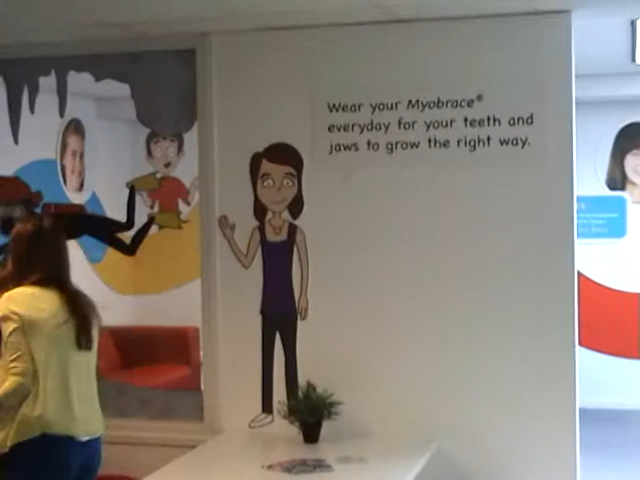 Wear your Myobrace®
everyday for your teeth and
jaws to grow the right way.